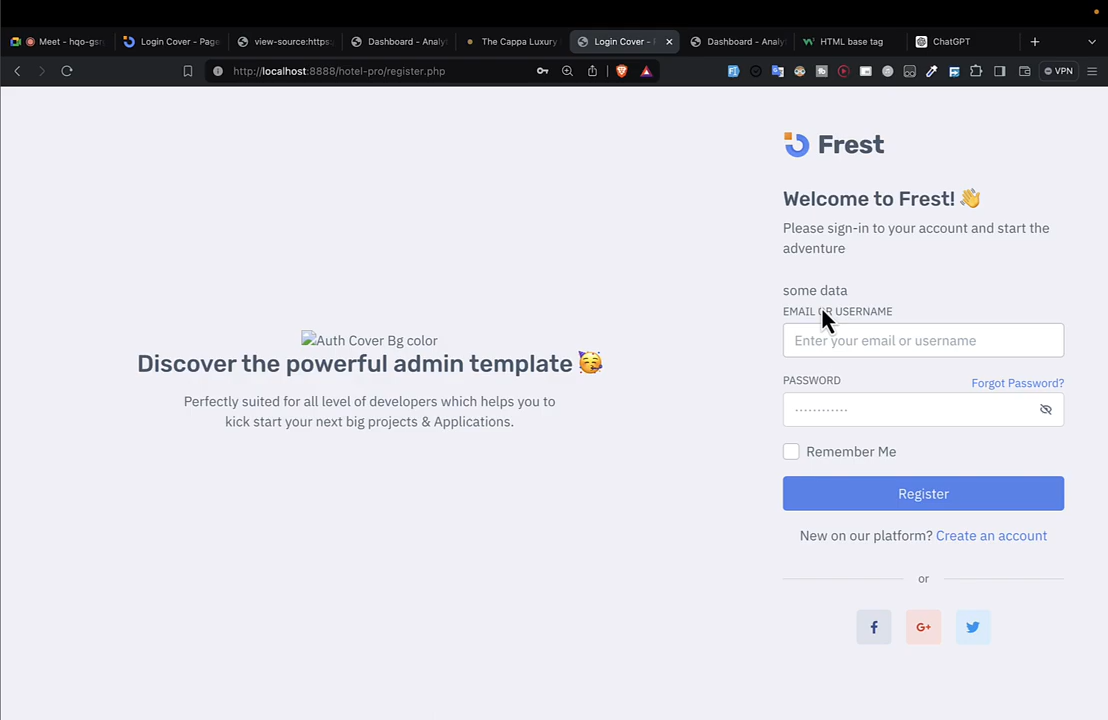 Meet - hqo-gsn
Login Cover - Page
view-source:https:
Dashboard - Analy
The Cappa Luxury
Login Cover - P
Dashboard - Analy
HTML base tag
ChatGPT
http://localhost:8888/hotel-pro/register.php
VPN
Frest
Welcome to Frest! 👋
Please sign-in to your account and start the
adventure
some data
EMAIL OR USERNAME
Enter your email or username
PASSWORD
Forgot Password?
Remember Me
Register
New on our platform? Create an account
or
f
G+
Auth Cover Bg color
Discover the powerful admin template 🥳
Perfectly suited for all level of developers which helps you to
kick start your next big projects & Applications.